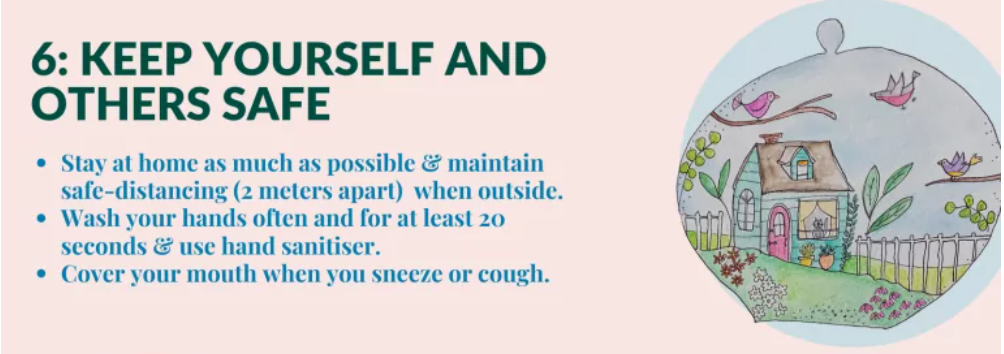 6: KEEP YOURSELF AND
OTHERS SAFE
• Stay at home as much as possible & maintain
safe-distancing (2 meters apart) when outside.
• Wash your hands often and for at least 20
seconds & use hand sanitiser.
• Cover your mouth when you sneeze or cough.